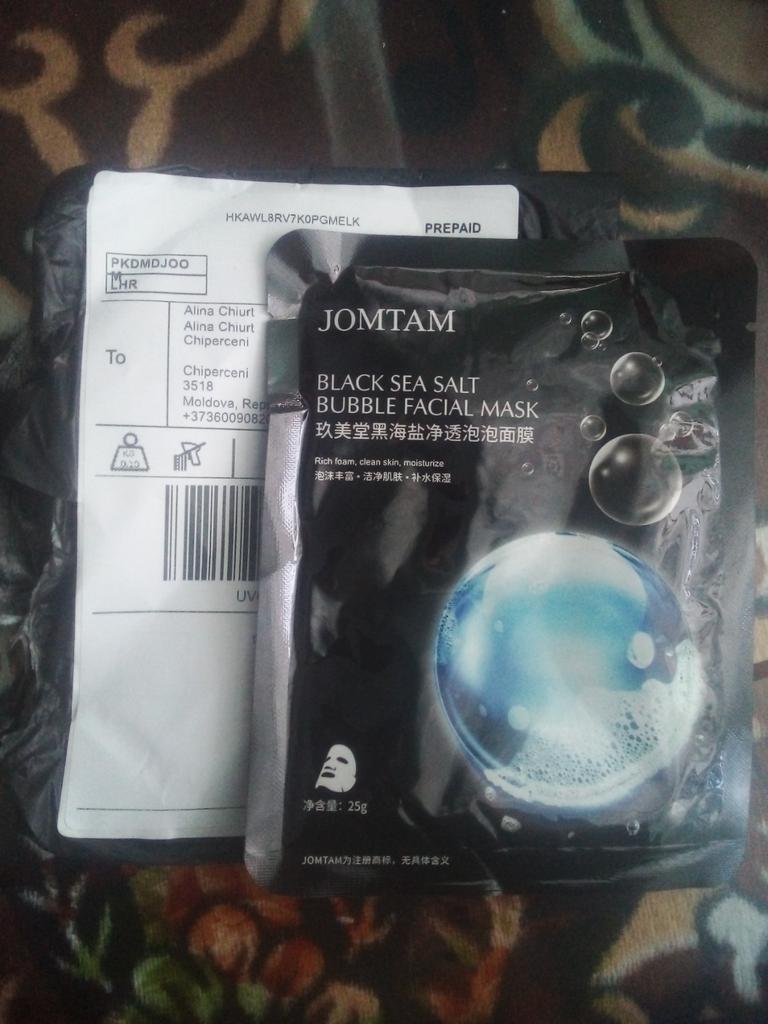 HKAWL8RV7K0PGMELK
PREPAID
PKDMDJOO
M
LHR
To
Alina Chiurt
Alina Chiurt
Chiperceni
Chiperceni
3518
Moldova,
KG
0.20
JOMTAM
BLACK SEA SALT
BUBBLE FACIAL MASK
玖美堂黑海盐净透泡泡面膜
Rich foam, clean skin, moisturize
泡沫丰富·洁净肌肤·补水保湿
净含量：25g
JOMTAM为注册商标，无具体含义